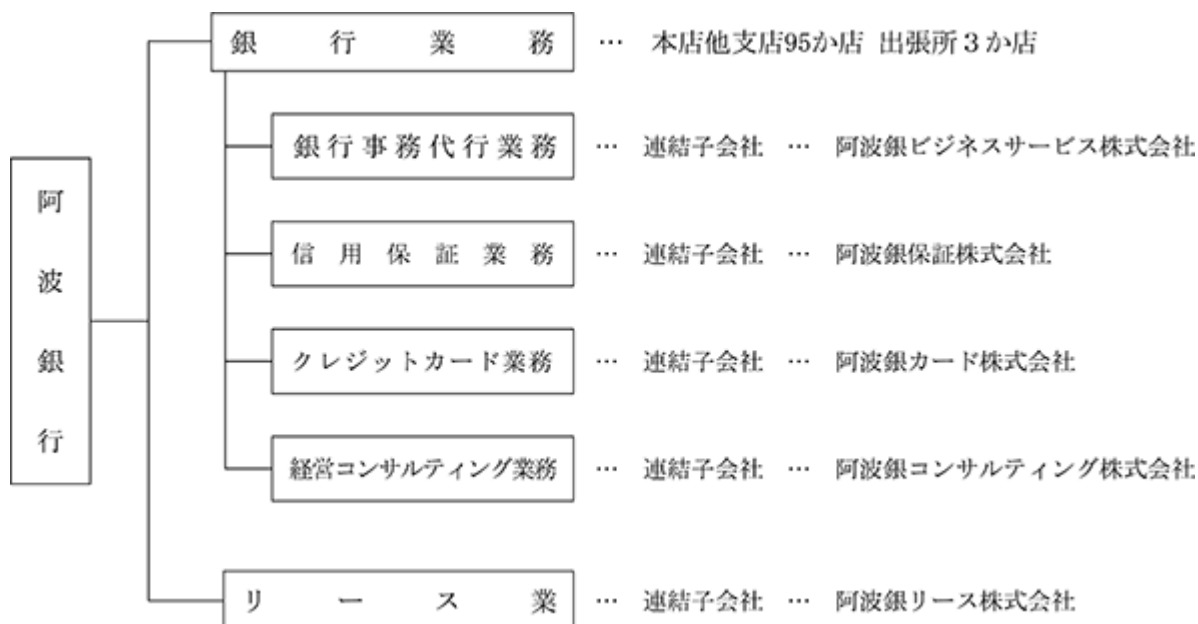 銀行業務 … 本店他支店95か店 出張所3か店
銀行事務代行業務 … 連結子会社 … 阿波銀ビジネスサービス株式会社
阿波銀行
信用保証業務 … 連結子会社 … 阿波銀保証株式会社
クレジットカード業務 … 連結子会社 … 阿波銀カード株式会社
経営コンサルティング業務 … 連結子会社 … 阿波銀コンサルティング株式会社
リース業 … 連結子会社 … 阿波銀リース株式会社